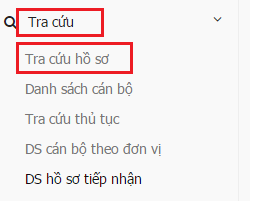 Tra cứu
Tra cứu hồ sơ
Danh sách cán bộ
Tra cứu thủ tục
DS cán bộ theo đơn vị
DS hồ sơ tiếp nhận